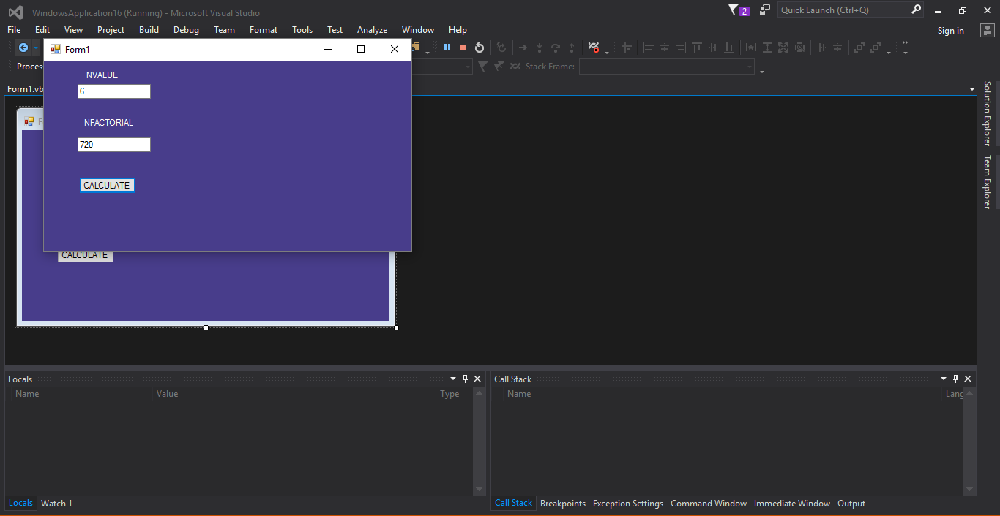 WindowsApplication16 (Running) - Microsoft Visual Studio
2
Quick Launch (Ctrl+Q)
File Edit View Project Build Debug Team Format Tools Test Analyze Window Help
Sign in
Form1
Stack Frame:
Form1.vb
NVALUE
6
NFACTORIAL
720
CALCULATE
CALCULATE
Solution Explorer
Team Explorer
Locals
Name Value Type
Locals Watch 1
Call Stack
Name Lang
Call Stack Breakpoints Exception Settings Command Window Immediate Window Output